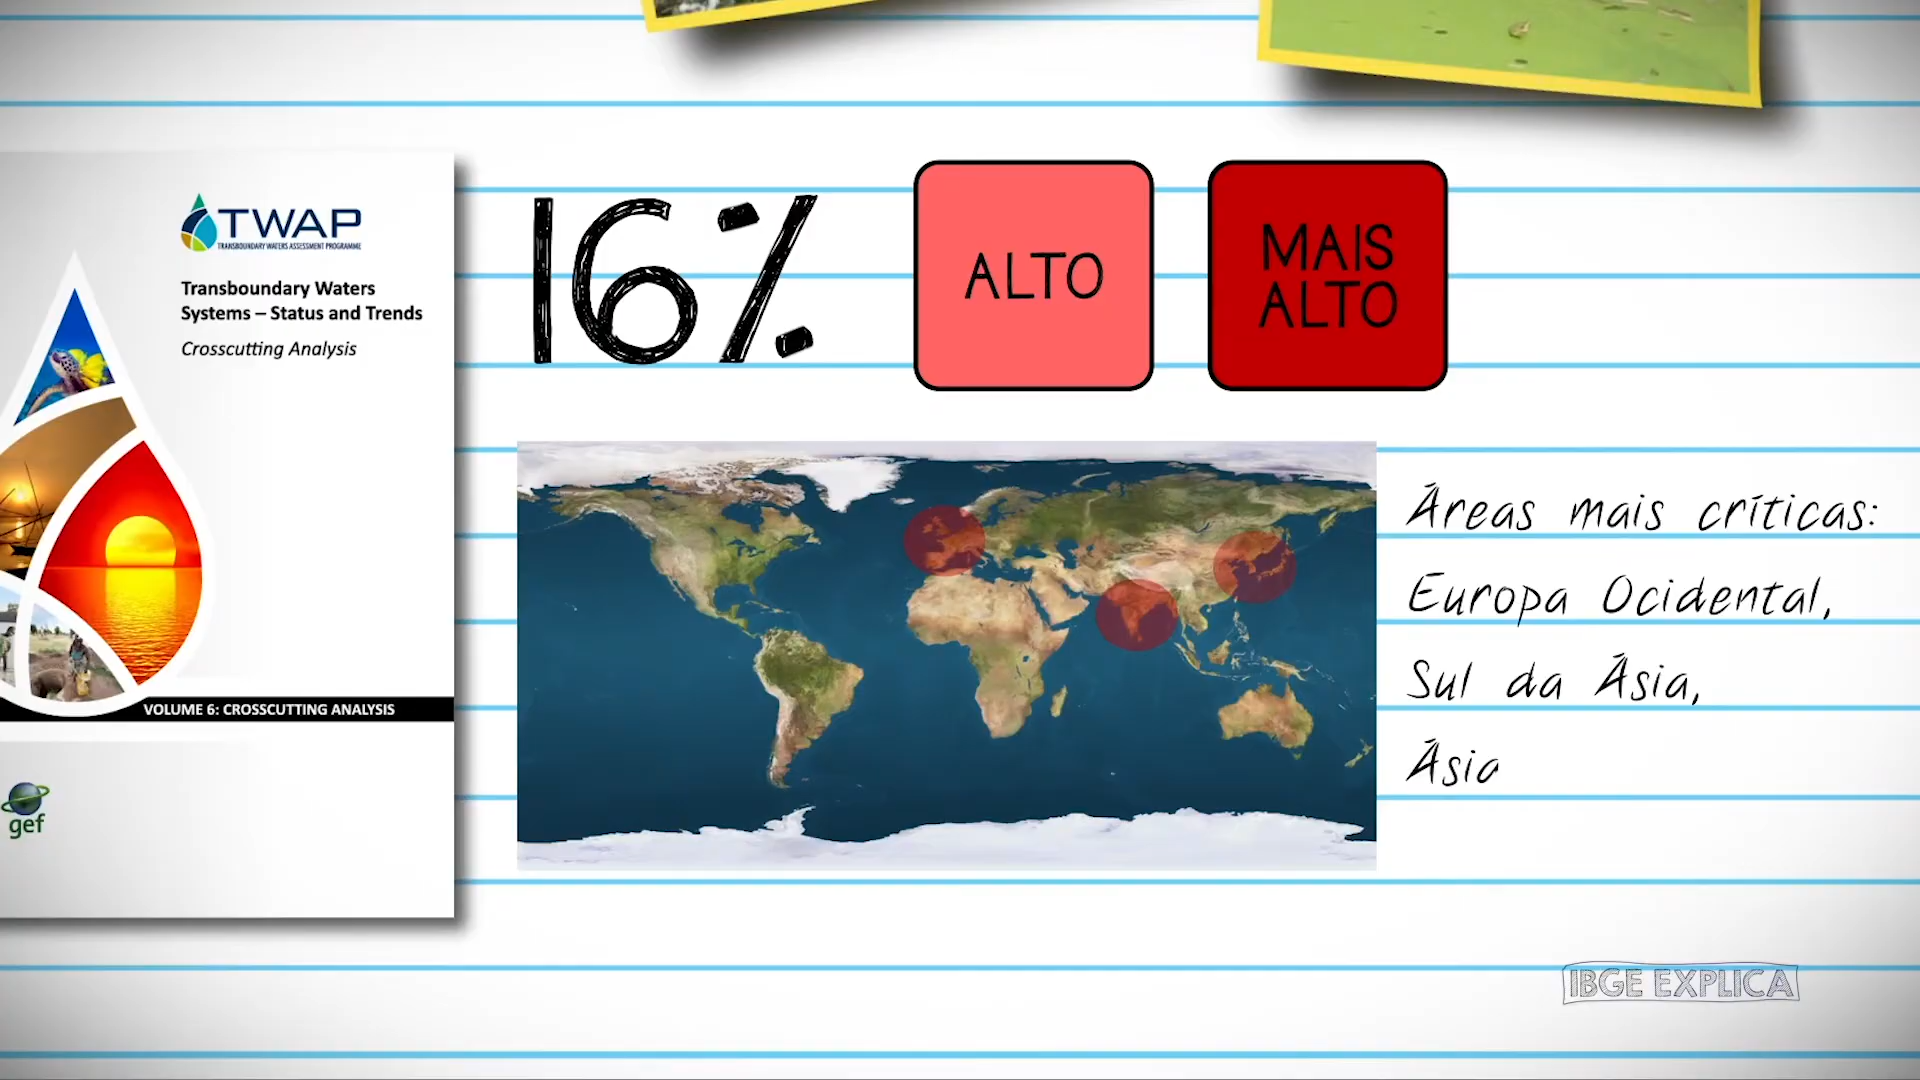 TWAP
TRANSBOUNDARY WATERS ASSESSMENT PROGRAMME
Transboundary Waters
Systems – Status and Trends
Crosscutting Analysis
VOLUME 6: CROSSCUTTING ANALYSIS
gef
16%
ALTO
MAIS
ALTO
Áreas mais críticas:
Europa Ocidental,
Sul da Ásia,
Ásia
IBGE EXPLICA